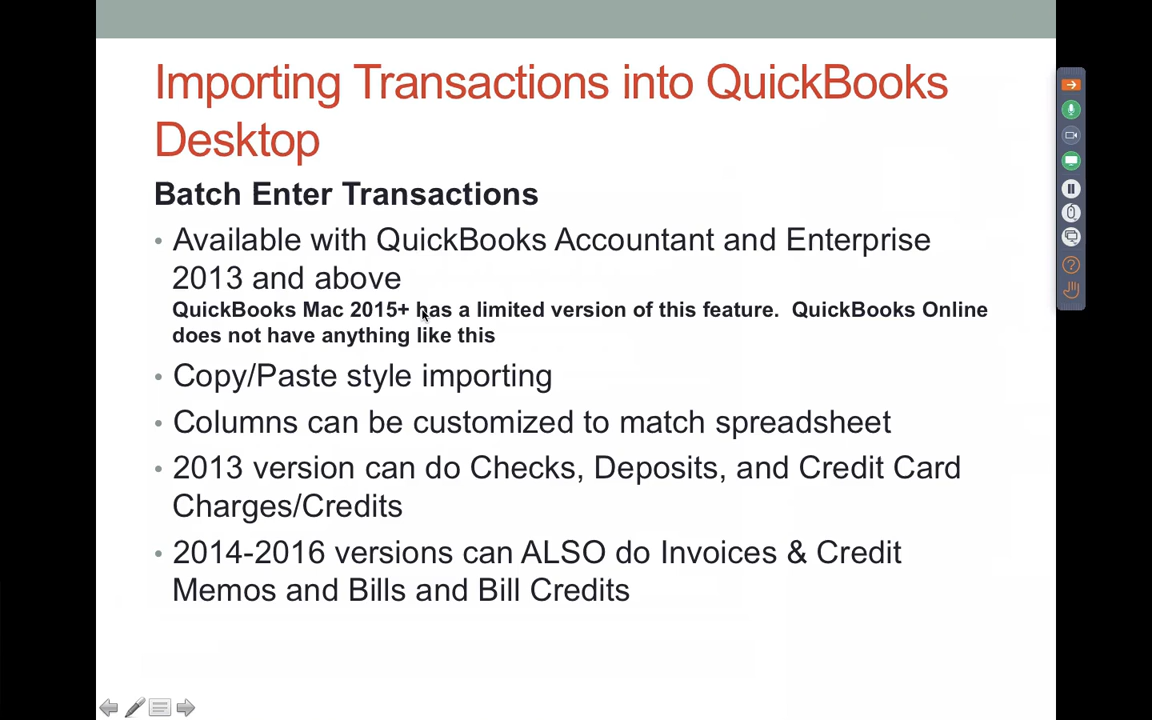 Importing Transactions into QuickBooks
Desktop
Batch Enter Transactions
• Available with QuickBooks Accountant and Enterprise
2013 and above
QuickBooks Mac 2015+ has a limited version of this feature.  QuickBooks Online
does not have anything like this
• Copy/Paste style importing
• Columns can be customized to match spreadsheet
• 2013 version can do Checks, Deposits, and Credit Card
Charges/Credits
• 2014-2016 versions can ALSO do Invoices & Credit
Memos and Bills and Bill Credits